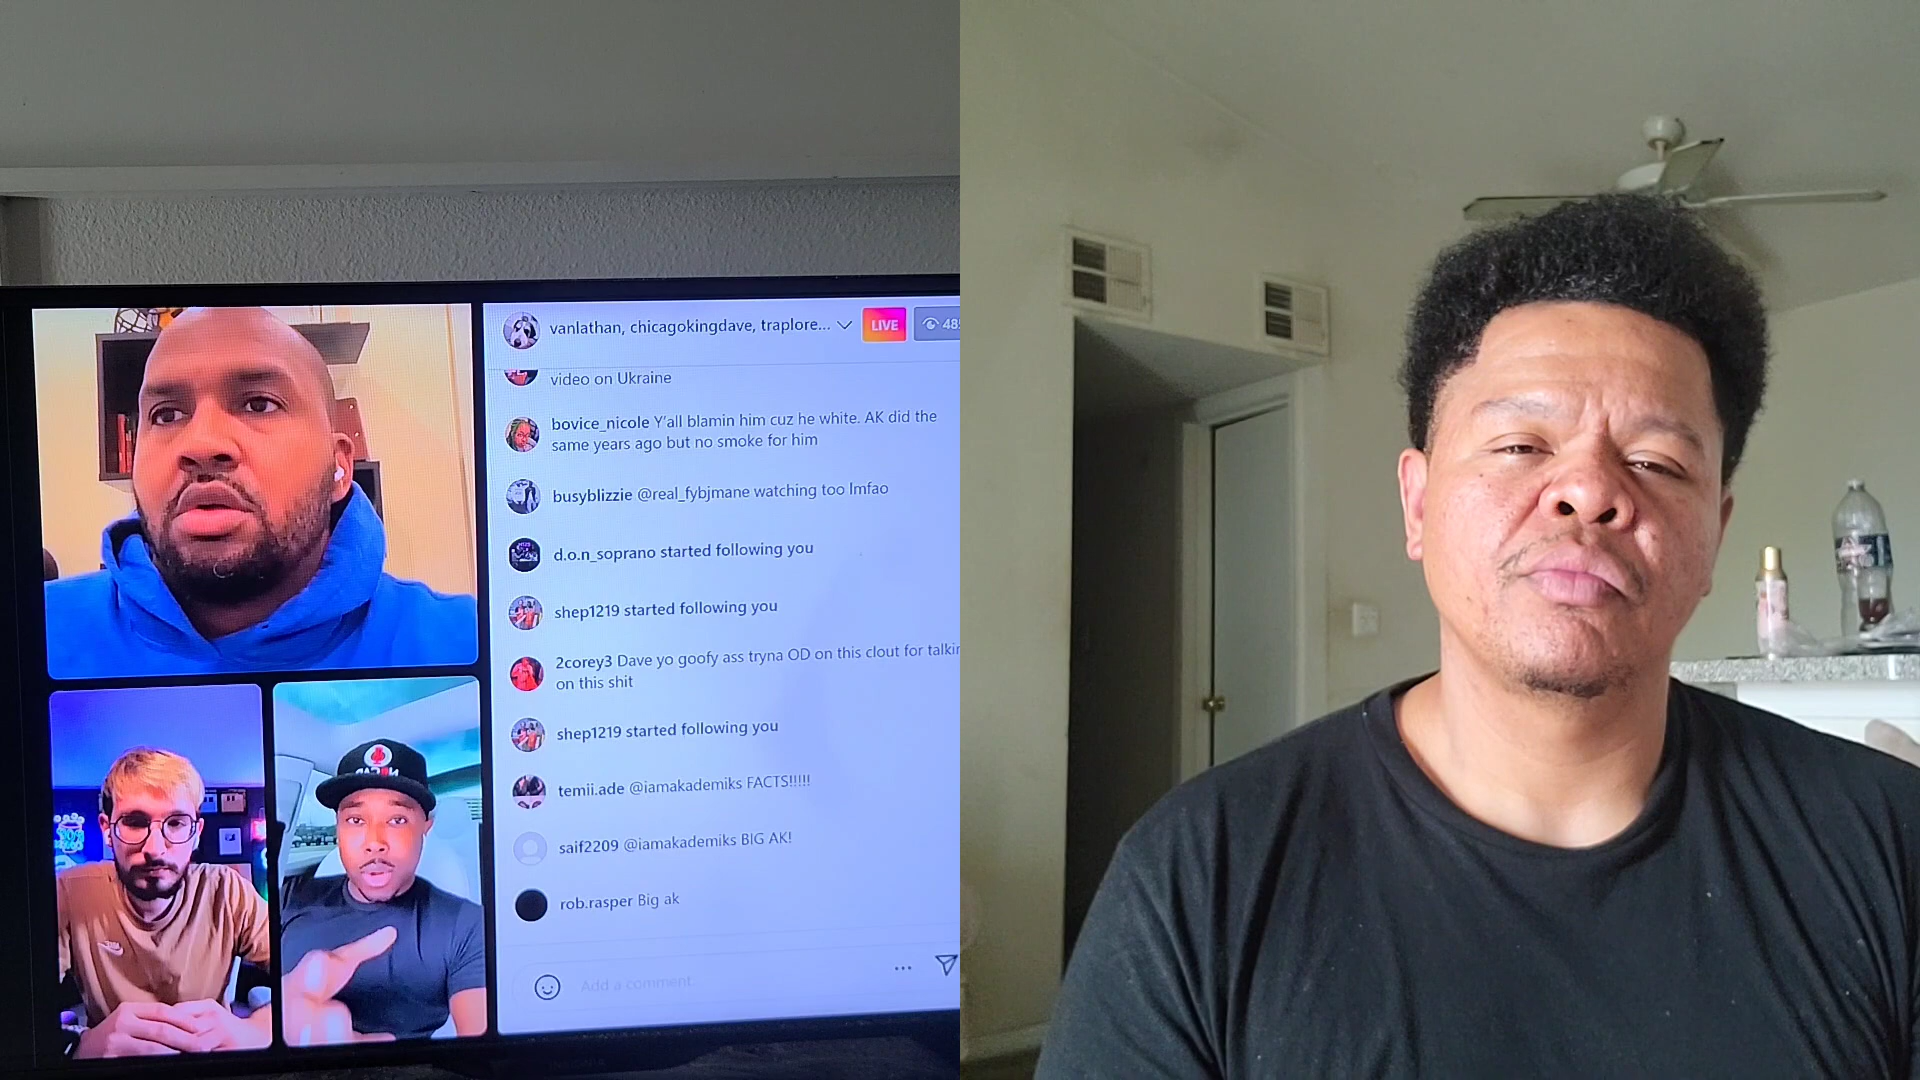 vanlathan, chicagokingdave, traplore...
LIVE
48
video on Ukraine
bovice_nicole Y'all blamin him cuz he white. AK did the
same years ago but no smoke for him
busyblizzie @real_fybjmane watching too lmfao
d.o.n_soprano started following you
shep1219 started following you
2corey3 Dave yo goofy ass tryna OD on this clout for talkin
on this shit
shep1219 started following you
temii.ade @iamakademiks FACTS!!!!!
saif2209 @iamakademiks BIG AK!
rob.rasper Big ak
Add a comment